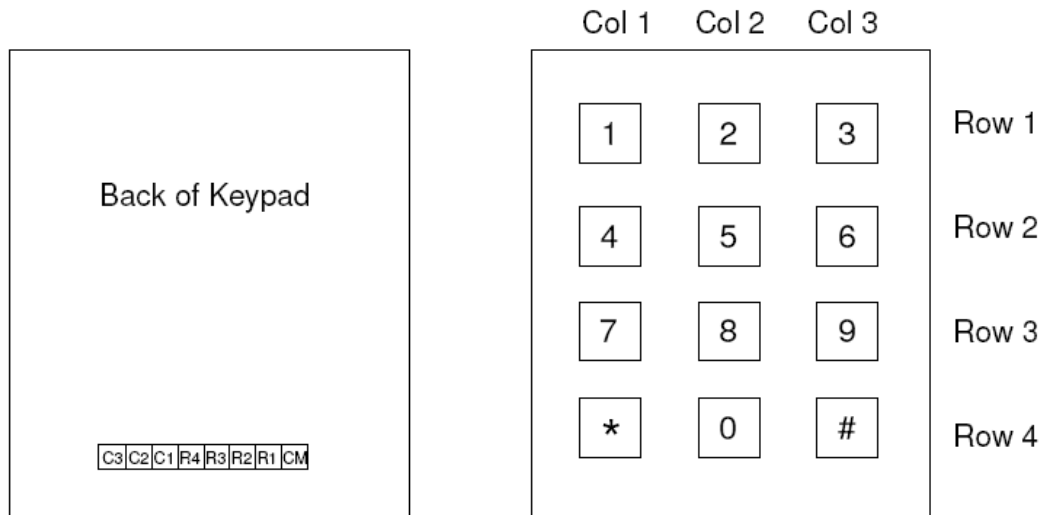 Col 1 Col 2 Col 3
1 2 3 Row 1
Back of Keypad
4 5 6 Row 2
7 8 9 Row 3
* 0 # Row 4
C3 C2 C1 R4 R3 R2 R1 CM